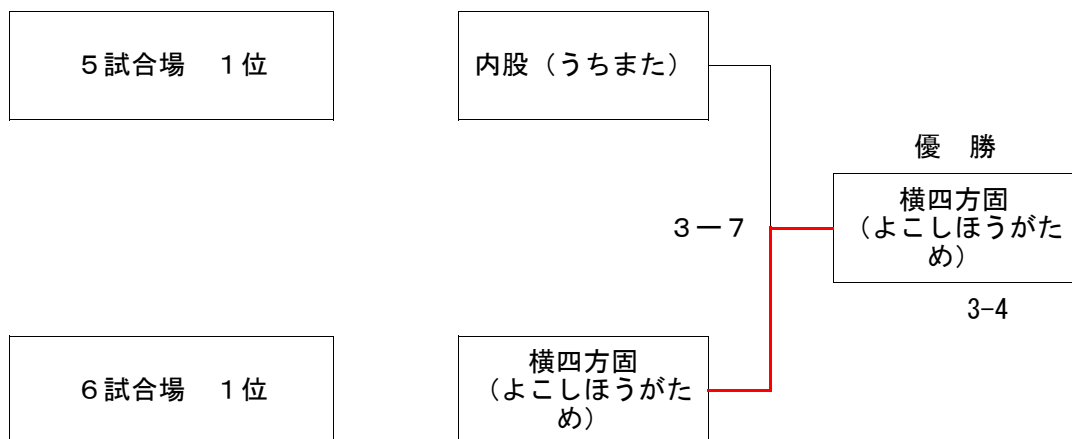 ５試合場　１位
内股（うちまた）
優　勝
横四方固
（よこしほうがた
め）
３－７
3-4
６試合場　１位
横四方固
（よこしほうがた
め）